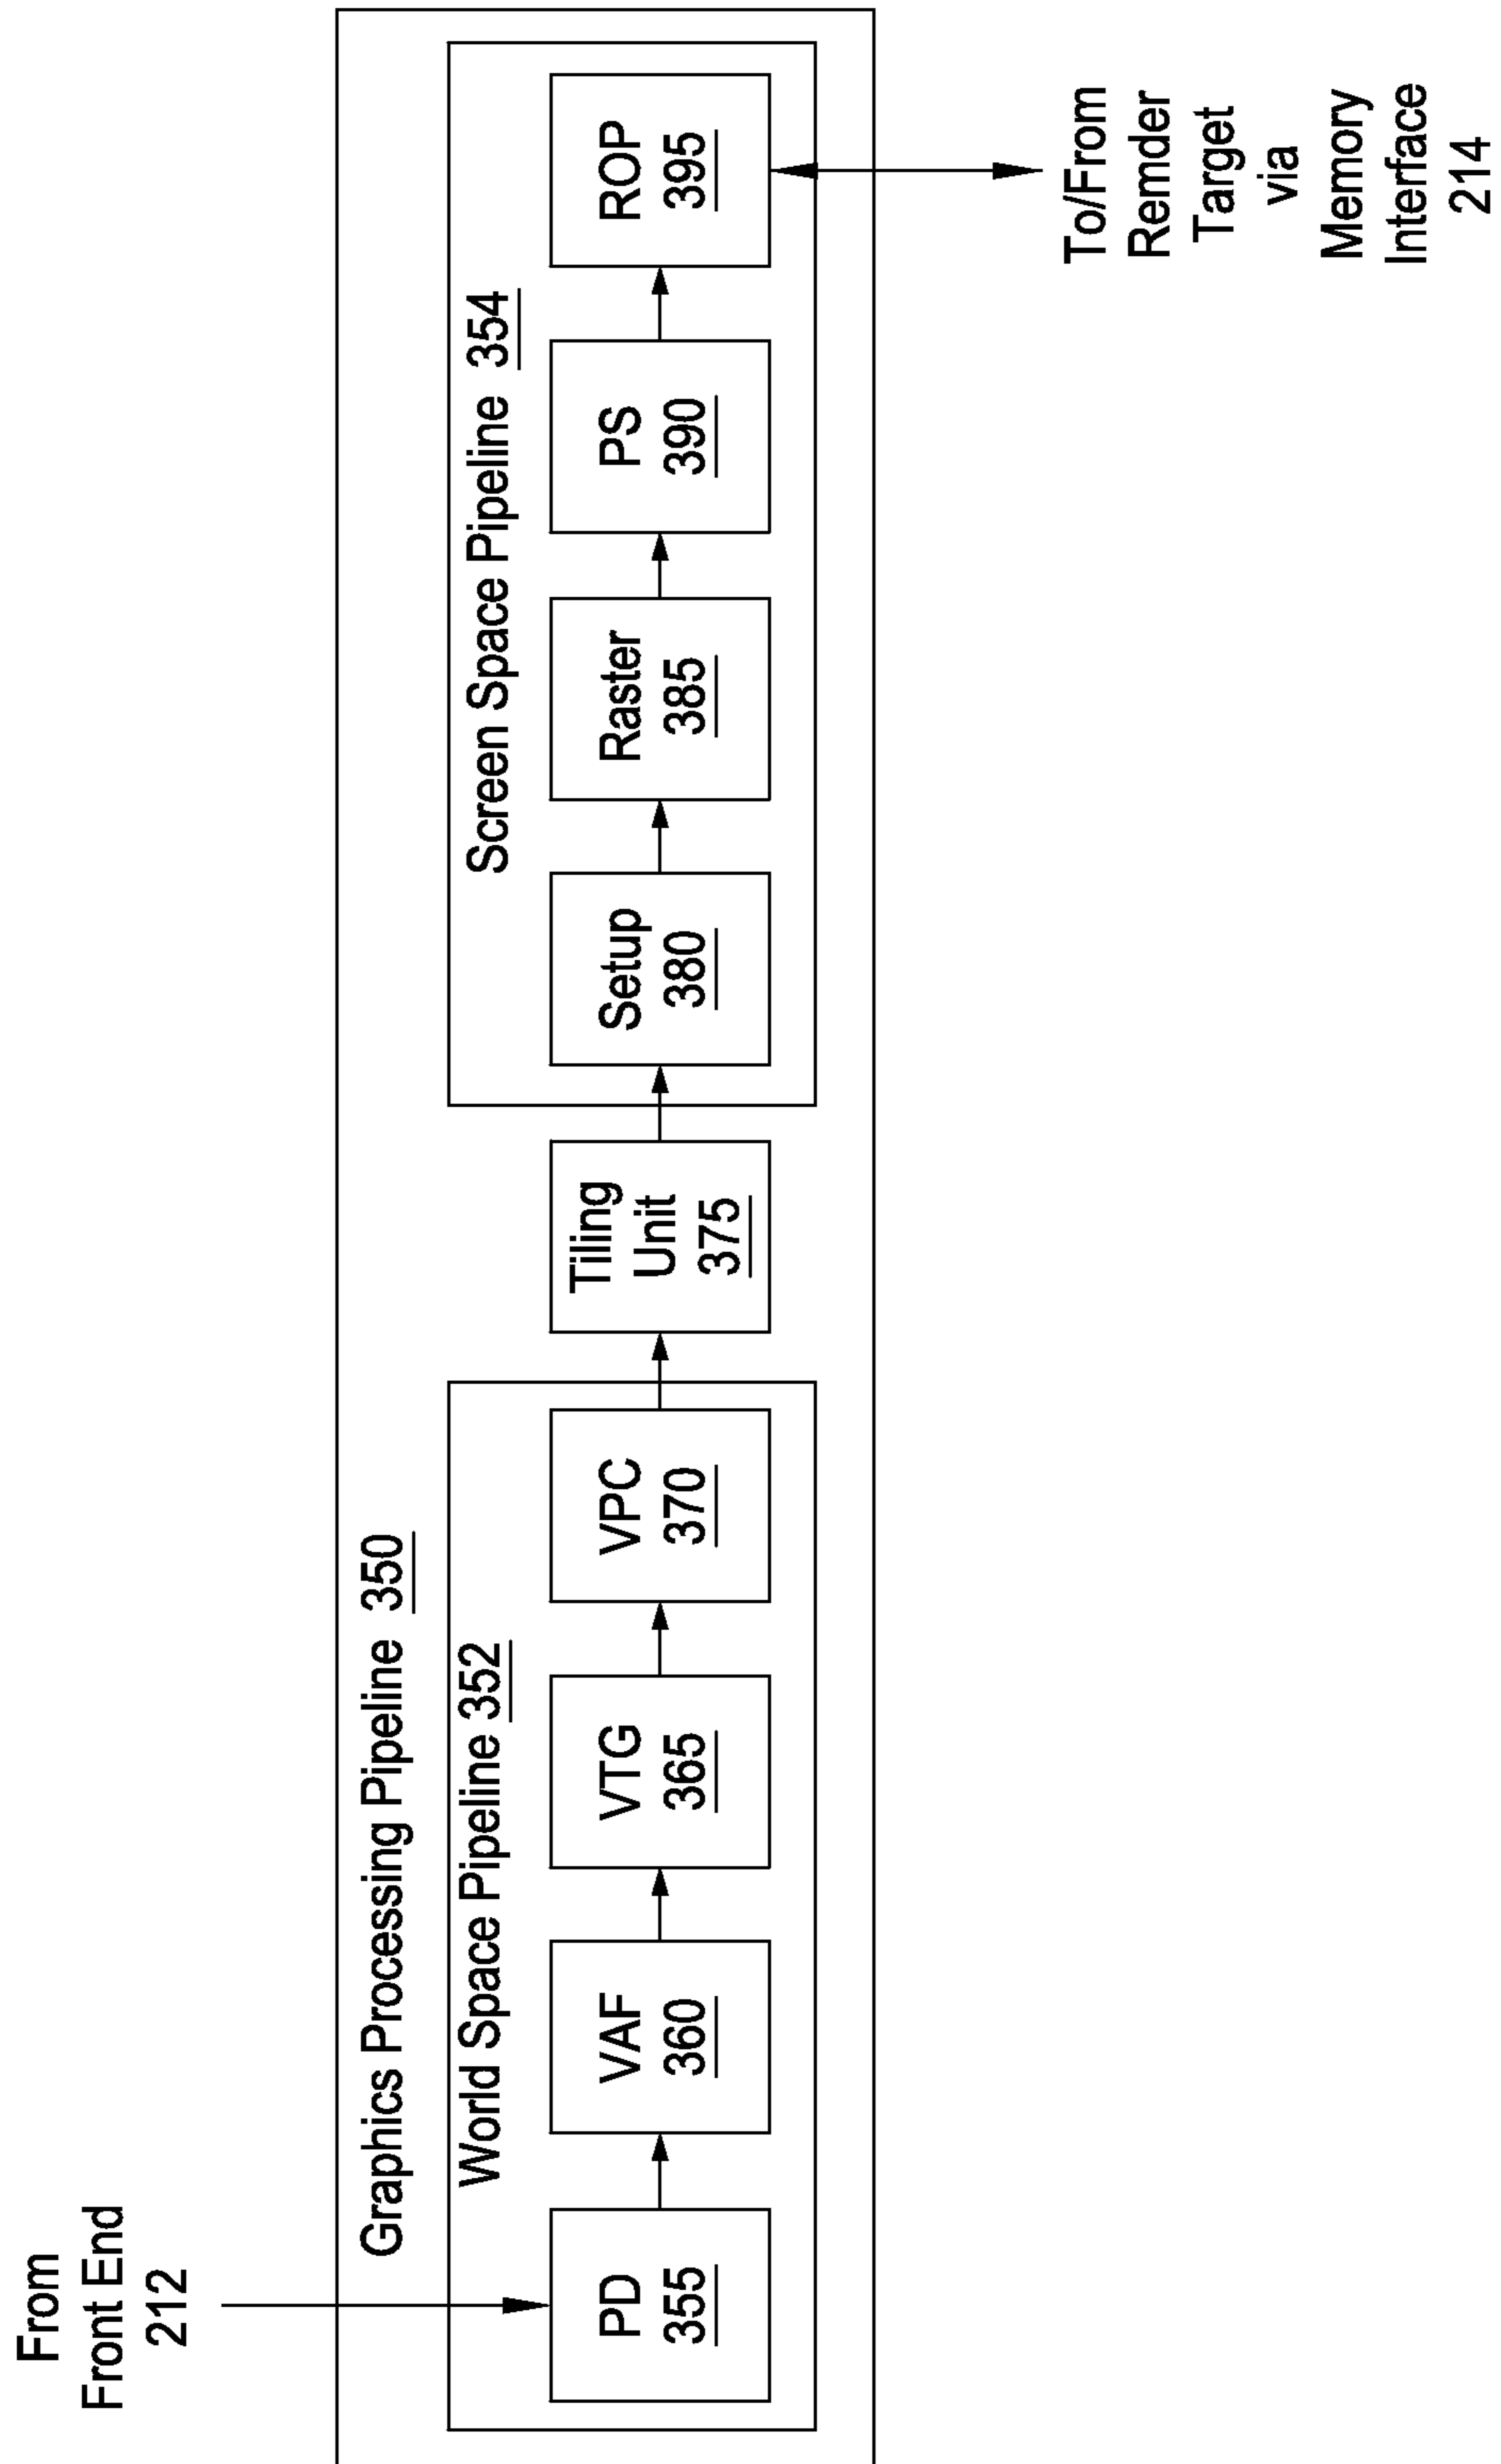 From
Front End
212
Graphics Processing Pipeline 350
World Space Pipeline 352
PD
355
VAF
360
VTG
365
VPC
370
Tiling
Unit
375
Screen Space Pipeline 354
Setup
380
Raster
385
PS
390
ROP
395
To/From
Remder
Target
via
Memory
Interface
214